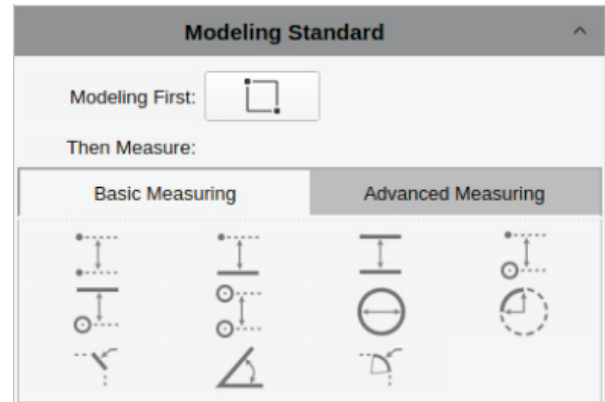 Modeling Standard
Modeling First:
Then Measure:
Basic Measuring Advanced Measuring